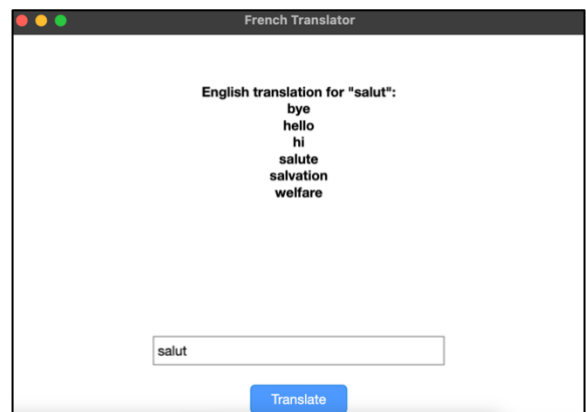 French Translator
English translation for "salut":
bye
hello
hi
salute
salvation
welfare
salut
Translate